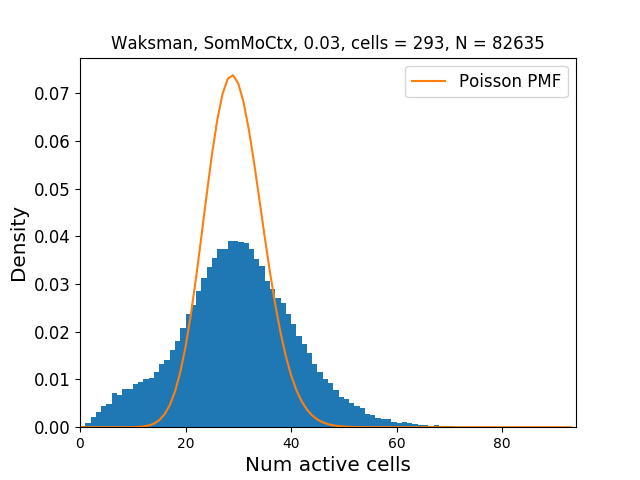 Waksman, SomMoCtx, 0.03, cells = 293, N = 82635
Poisson PMF
Density
0.07
0.06
0.05
0.04
0.03
0.02
0.01
0.00
0 20 40 60 80
Num active cells